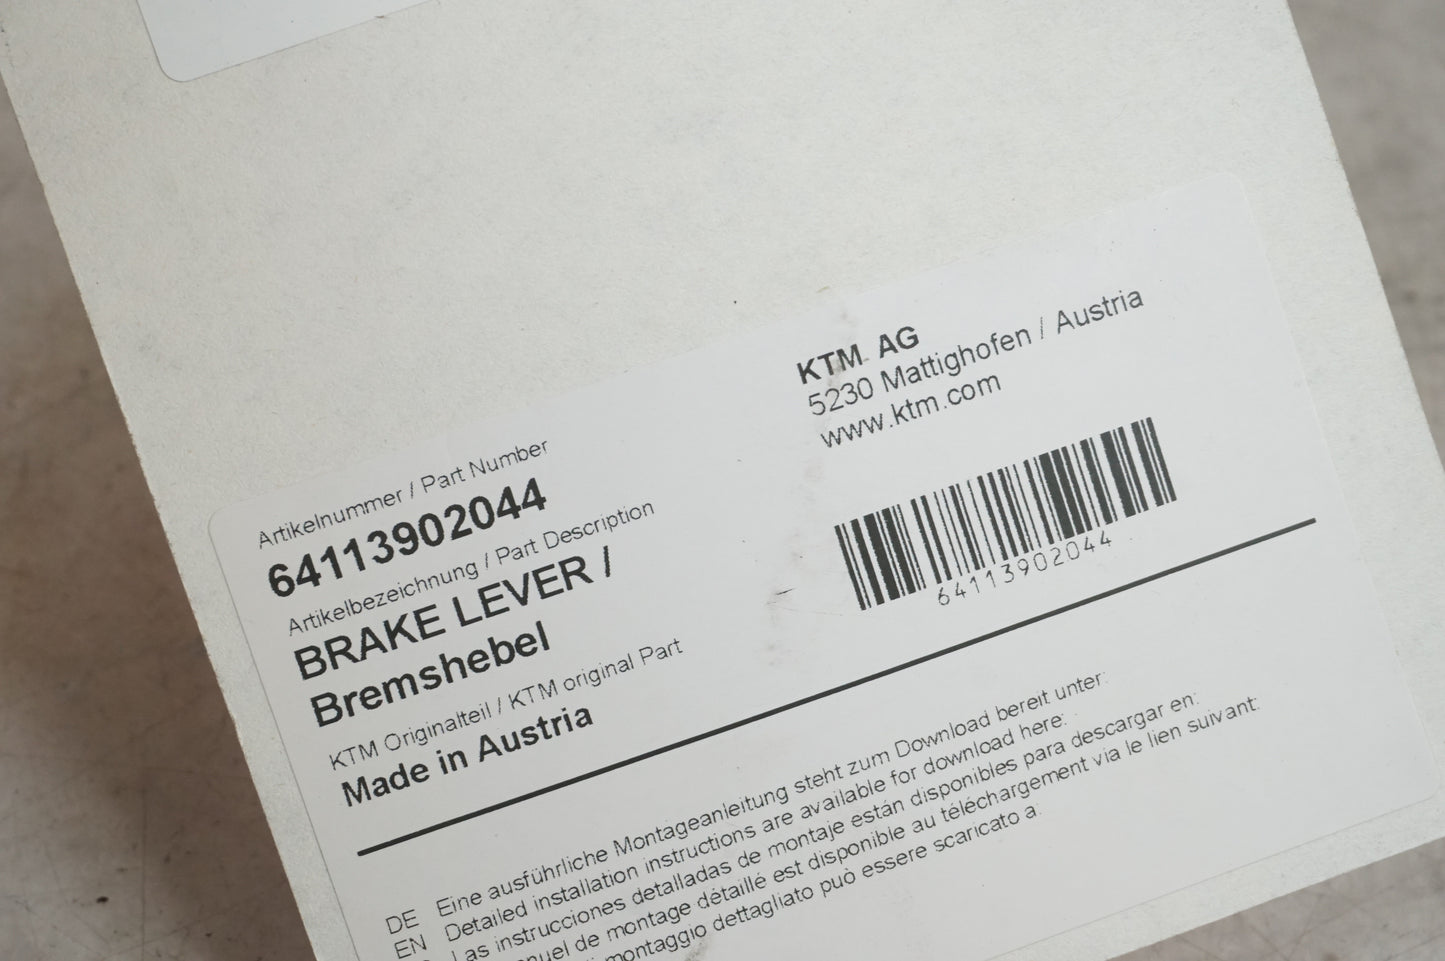 KTM AG
5230 Mattighofen / Austria
www.ktm.com
Artikelnummer / Part Number
64113902044
Artikelbezeichnung / Part Description
BRAKE LEVER /
Bremshebel
KTM Originalteil / KTM original Part
Made in Austria
64113902044
DE Eine ausführliche Montageanleitung steht zum Download bereit unter:
EN Detailed installation instructions are available for download here:
Las instrucciones detalladas de montaje están disponibles para descargar en:
de montage détaillé est disponible au téléchargement via le lien suivant:
montaggio dettagliato può essere scaricato a: